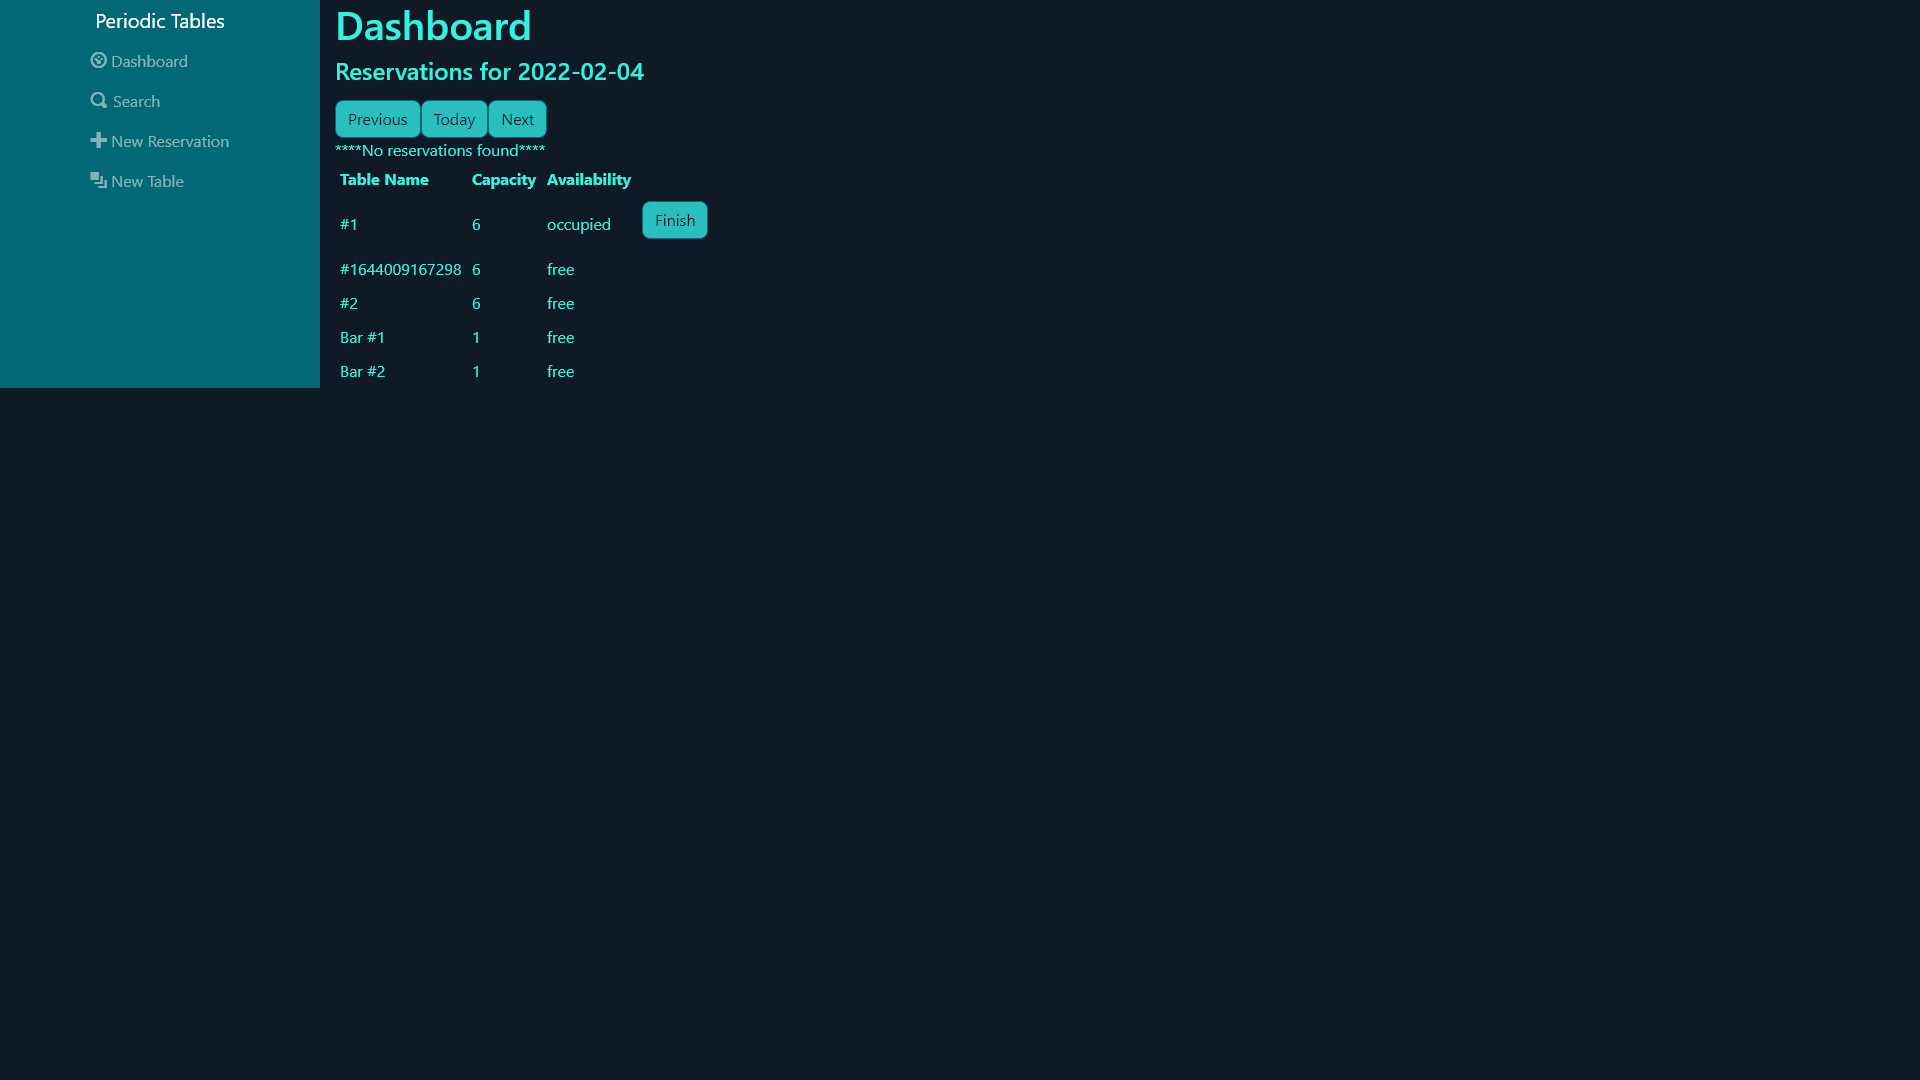 Periodic Tables
Dashboard
Search
New Reservation
New Table
Dashboard
Reservations for 2022-02-04
Previous Today Next
****No reservations found****
Table Name Capacity Availability
#1 6 occupied Finish
#1644009167298 6 free
#2 6 free
Bar #1 1 free
Bar #2 1 free